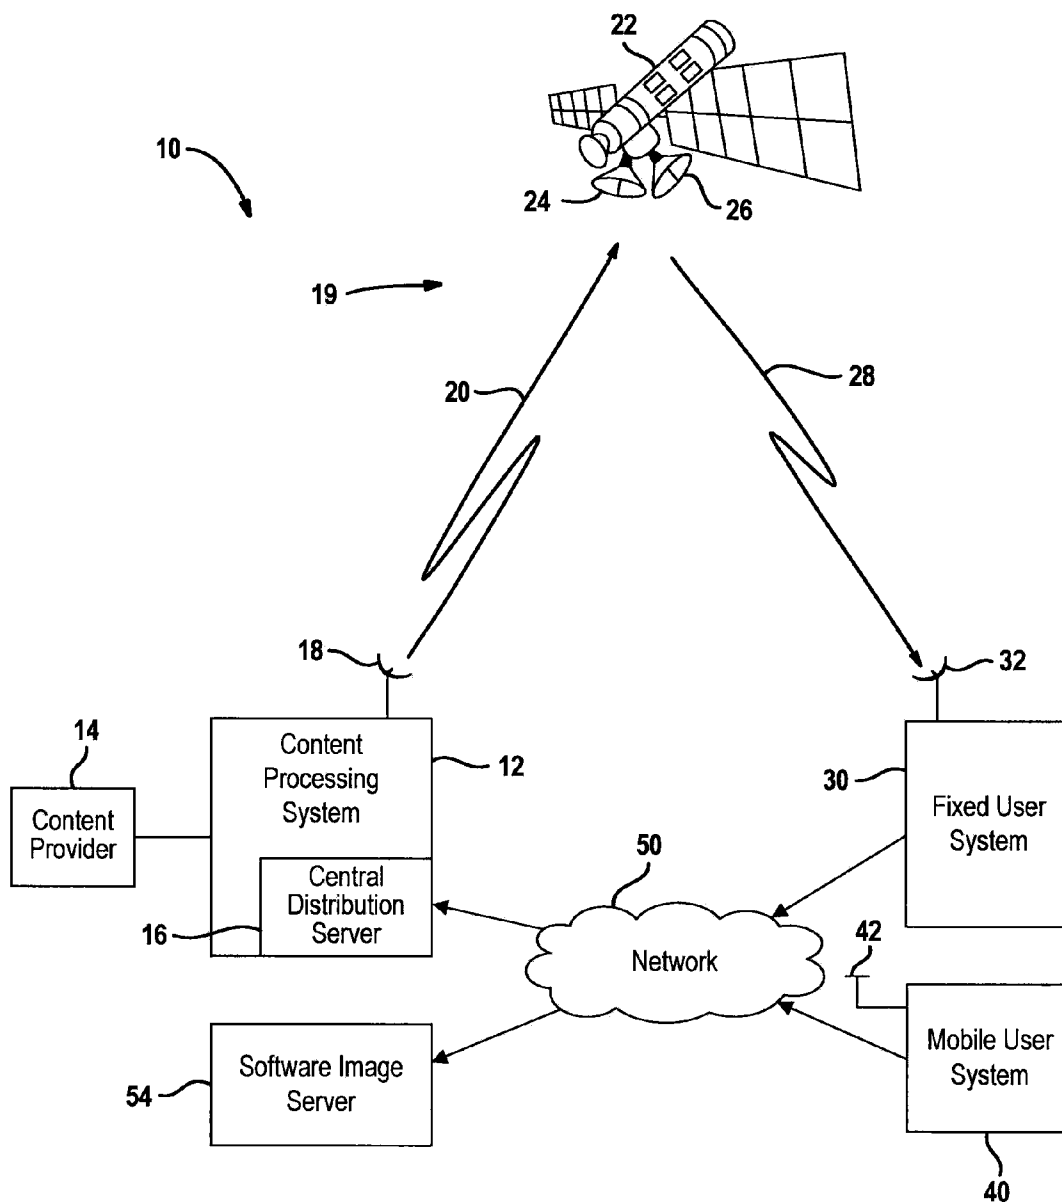 22
10
24
26
19
20
28
18
32
14
Content
Processing
System
12
30
Content
Provider
Fixed User
System
Central
Distribution
Server
16
50
Network
42
Software Image
Server
54
Mobile User
System
40